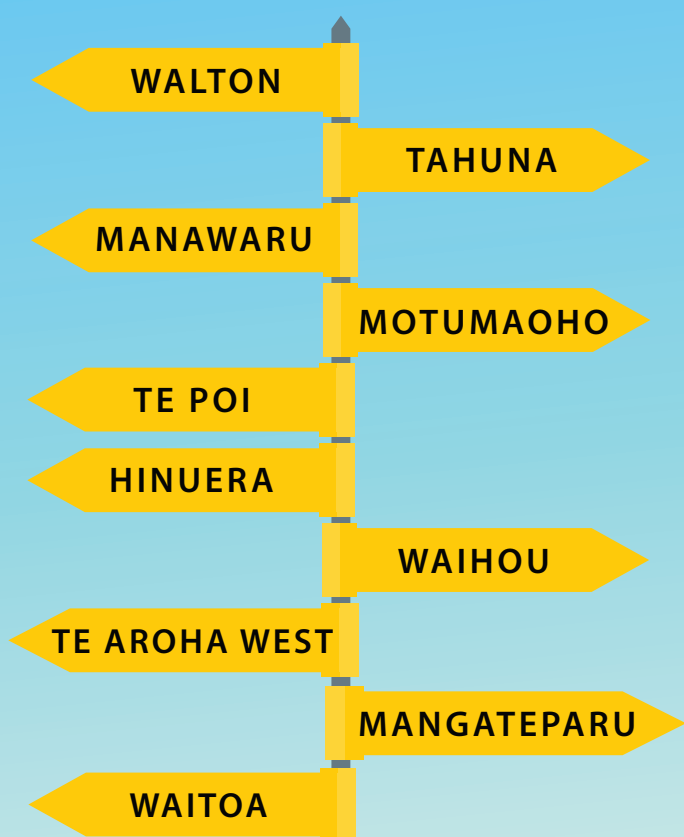 WALTON
TAHUNA
MANAWARU
MOTUMAOHO
TE POI
HINUERA
WAIHOU
TE AROHA WEST
MANGATEPARU
WAITOA